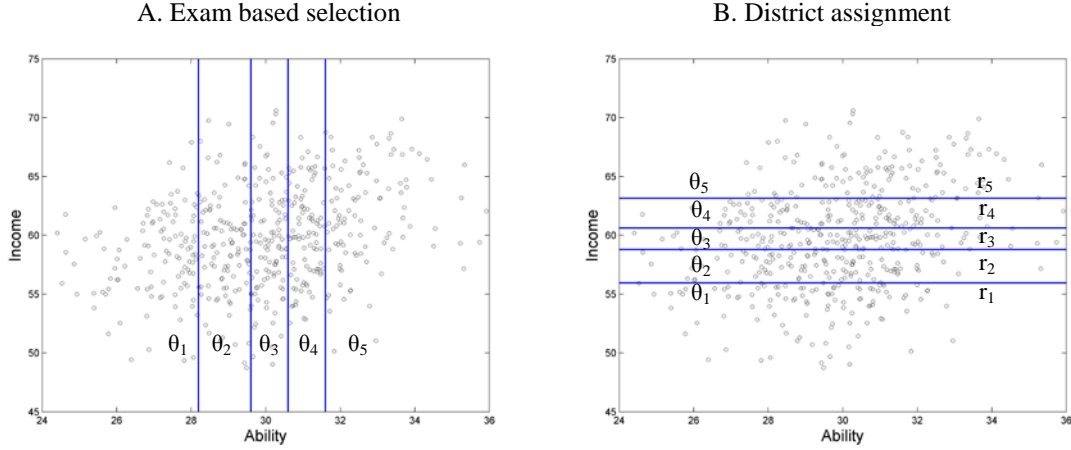 A. Exam based selection
75
70
65
60
55
50
45
Income
θ1 θ2 θ3 θ4 θ5
24 26 28 30 32 34 36
Ability
B. District assignment
75
70
65
60
55
50
45
Income
θ5 r5
θ4 r4
θ3 r3
θ2 r2
θ1 r1
24 26 28 30 32 34 36
Ability